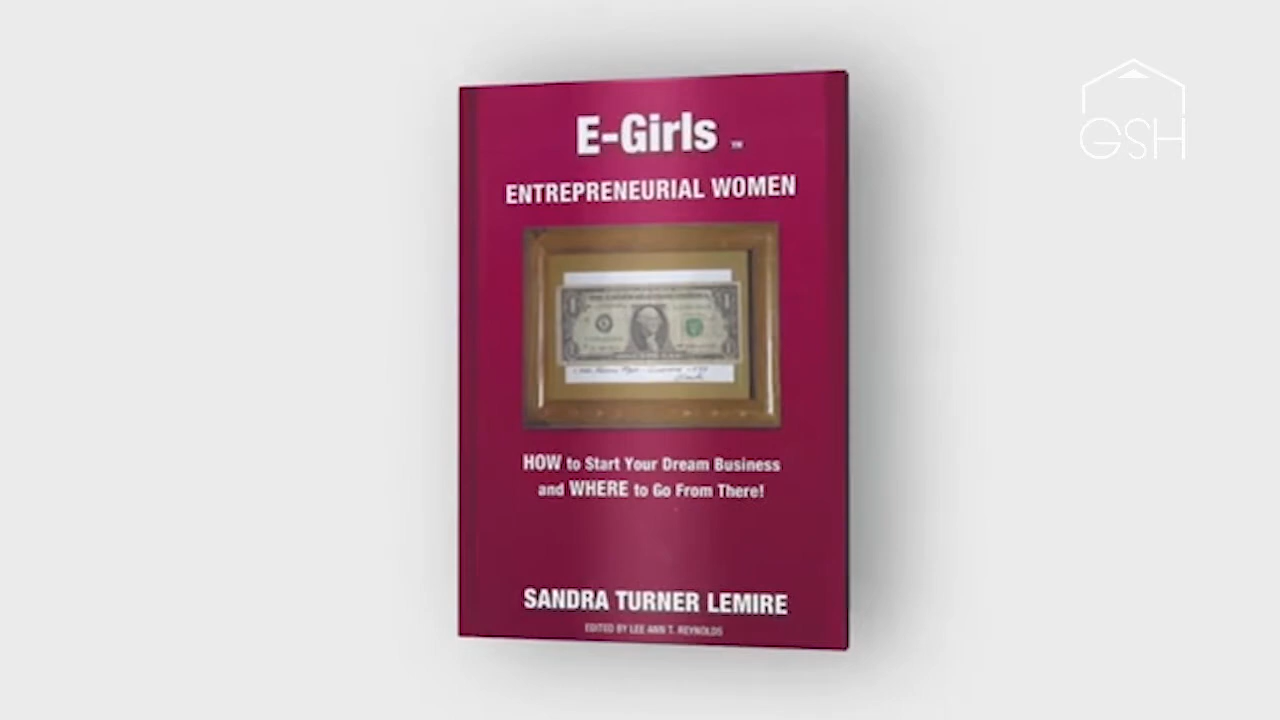 E-Girls ™
ENTREPRENEURIAL WOMEN
HOW to Start Your Dream Business
and WHERE to Go From There!
SANDRA TURNER LEMIRE
EDITED BY LEE ANN T. REYNOLDS
GSH